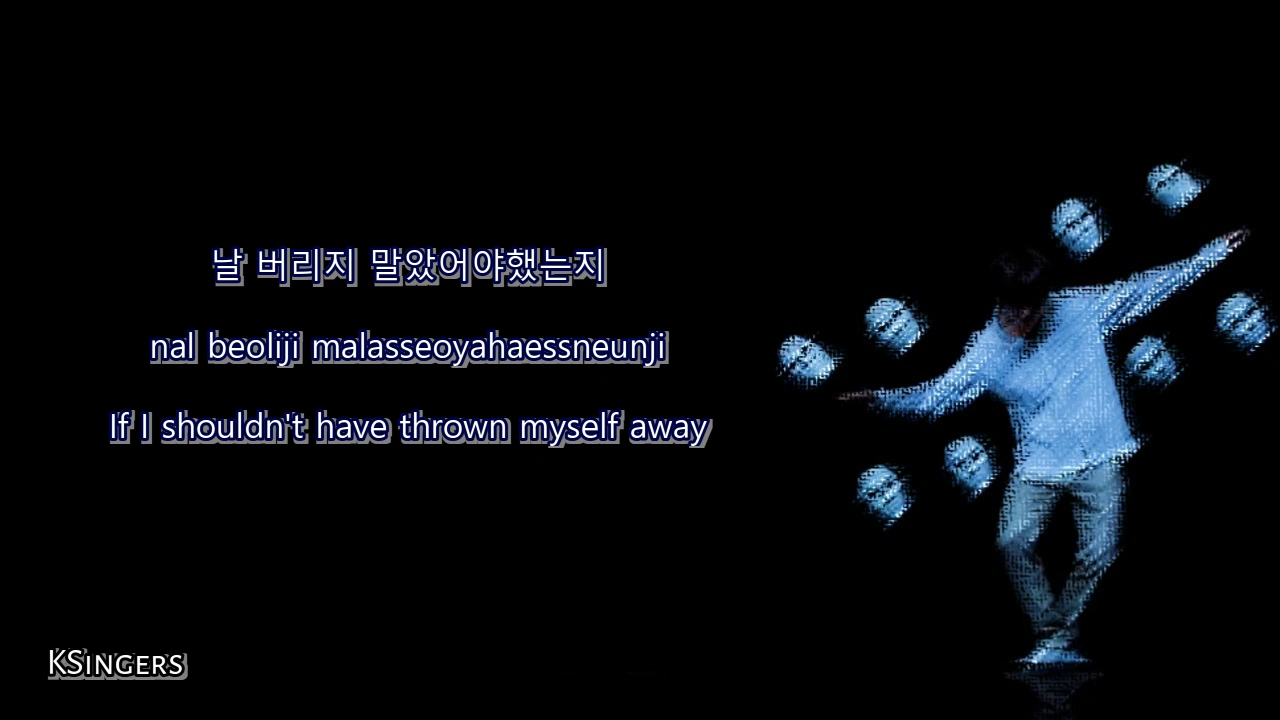 날 버리지 말았어야했는지
nal beoliji malasseoyahaessneunji
If I shouldn't have thrown myself away
KSINGERS